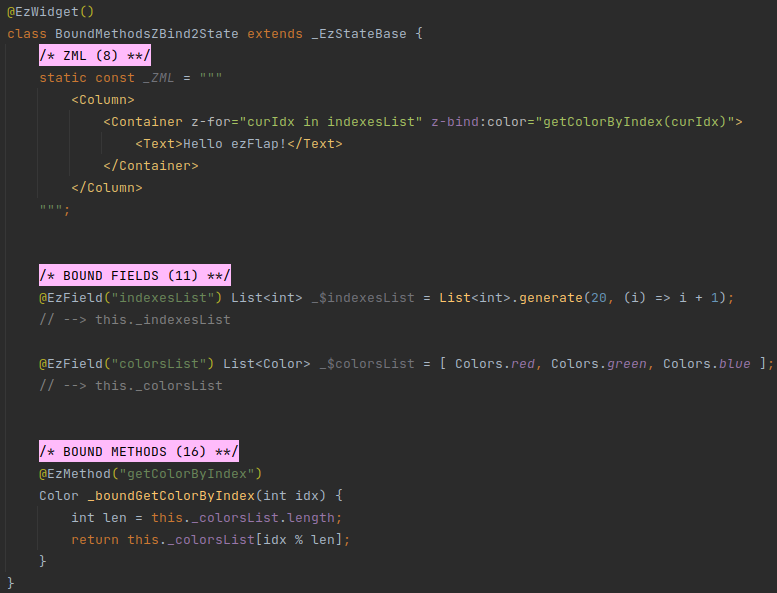 @EzWidget()
class BoundMethodsZBind2State extends _EzStateBase {
    /* ZML (8) **/
    static const _ZML = """
        <Column>
            <Container z-for="curIdx in indexesList" z-bind:color="getColorByIndex(curIdx)">
                <Text>Hello ezFlap!</Text>
            </Container>
        </Column>
    """;
    /* BOUND FIELDS (11) **/
    @EzField("indexesList") List<int> _$indexesList = List<int>.generate(20, (i) => i + 1);
    // --> this._indexesList
    @EzField("colorsList") List<Color> _$colorsList = [ Colors.red, Colors.green, Colors.blue ];
    // --> this._colorsList
    /* BOUND METHODS (16) **/
    @EzMethod("getColorByIndex")
    Color _boundGetColorByIndex(int idx) {
        int len = this._colorsList.length;
        return this._colorsList[idx % len];
    }
}